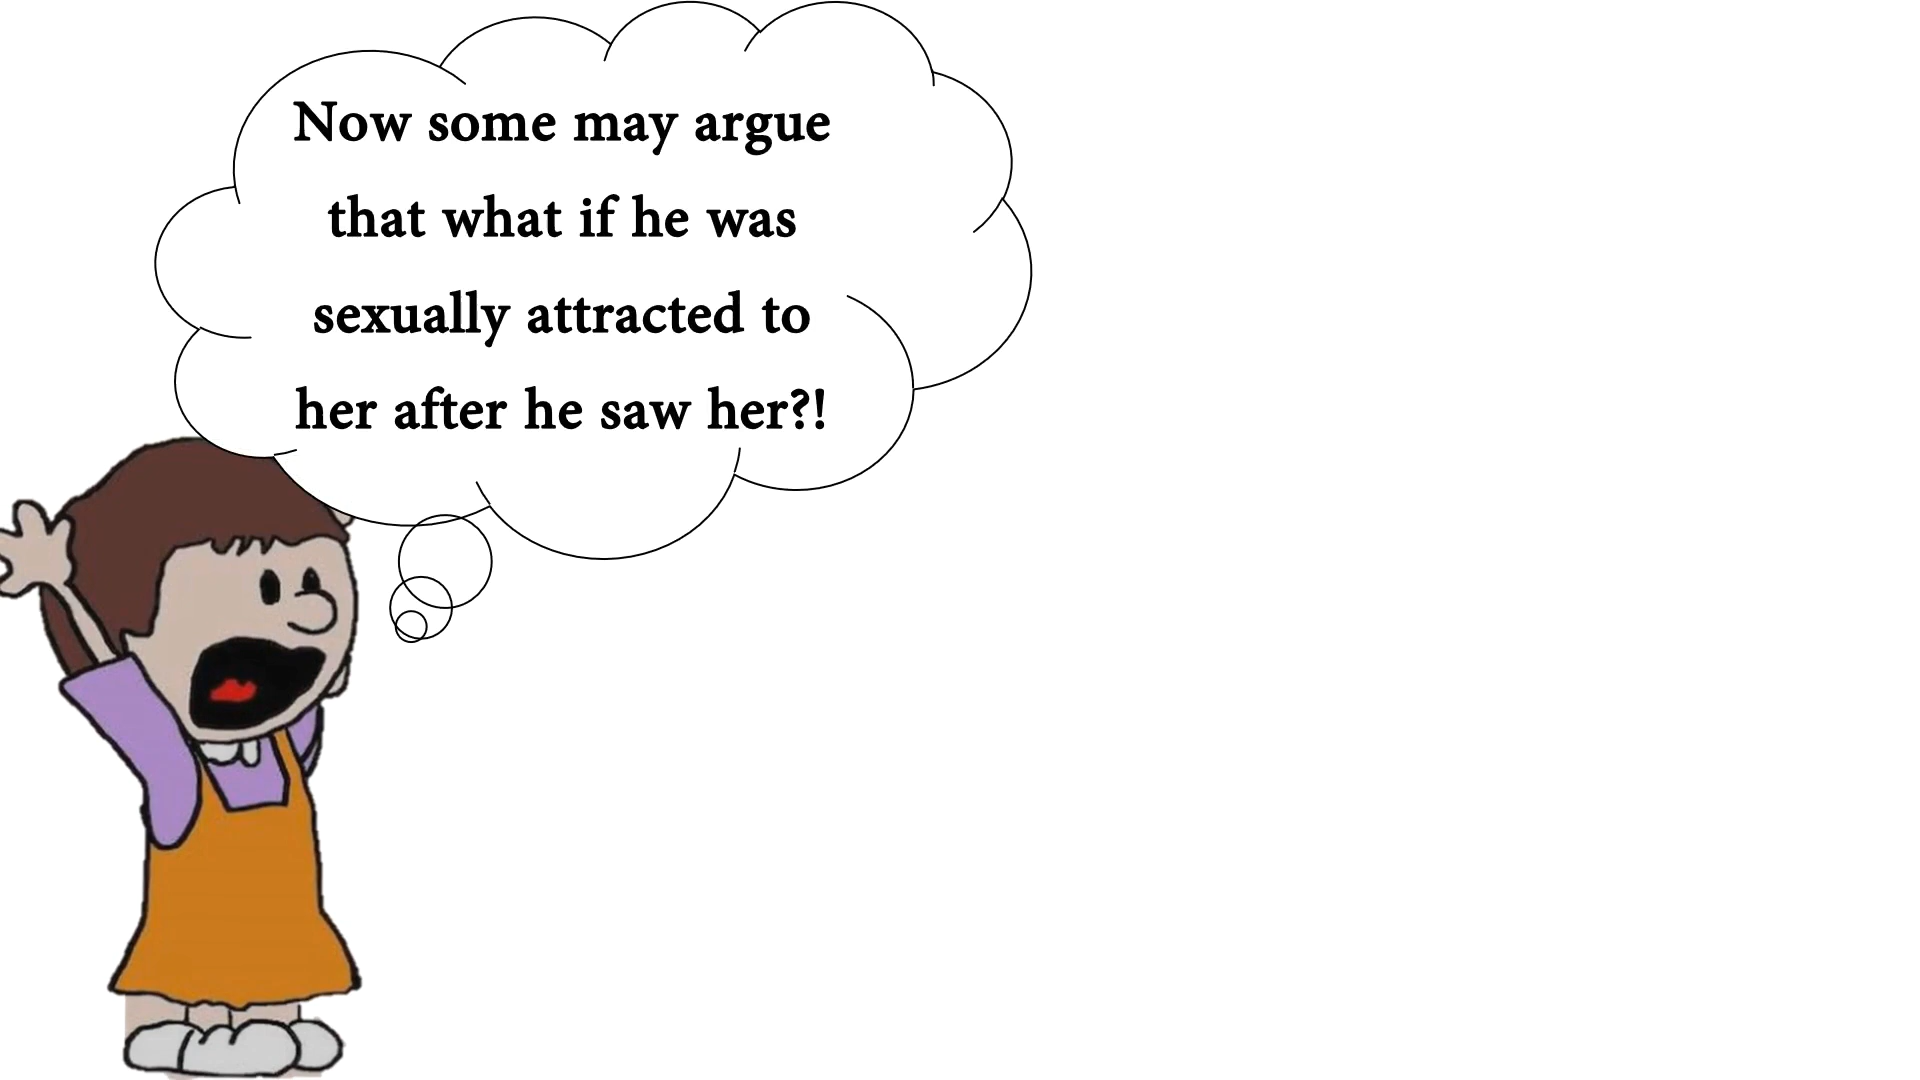 Now some may argue
that what if he was
sexually attracted to
her after he saw her?!